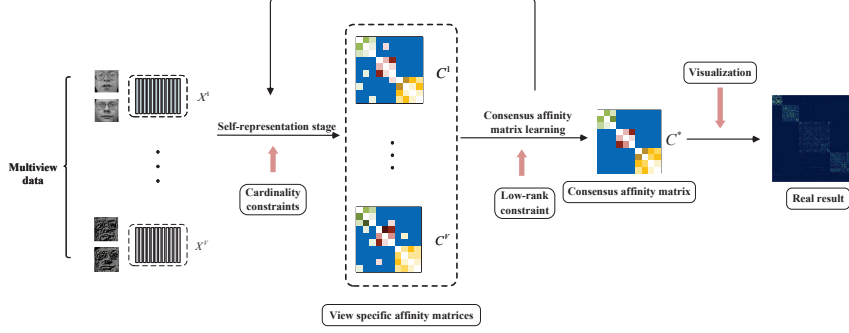 Multiview
data
X¹
Xⱽ
Self-representation stage
Cardinality
constraints
C¹
Cⱽ
View specific affinity matrices
Consensus affinity
matrix learning
Low-rank
constraint
C*
Consensus affinity matrix
Visualization
Real result